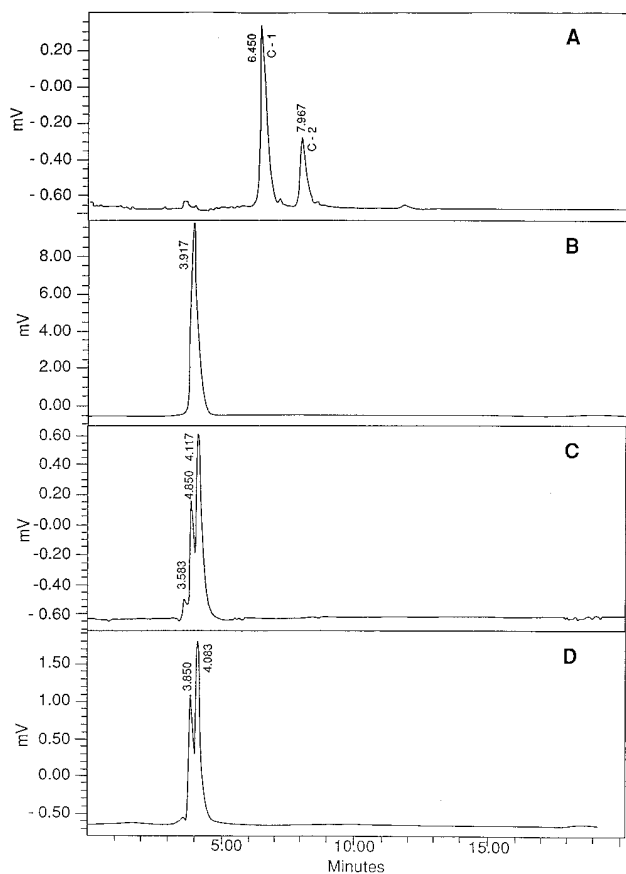 A
6.450
C - 1
7.967
C - 2
0.20
- 0.00
- 0.20
- 0.40
- 0.60
mV
B
3.917
8.00
6.00
4.00
2.00
0.00
mV
C
3.583
4.850
4.117
0.60
0.40
0.20
-0.00
-0.20
-0.40
- 0.60
mV
D
3.850
4.083
1.50
1.00
0.00
- 0.50
mV
5:00
10:00
15:00
Minutes